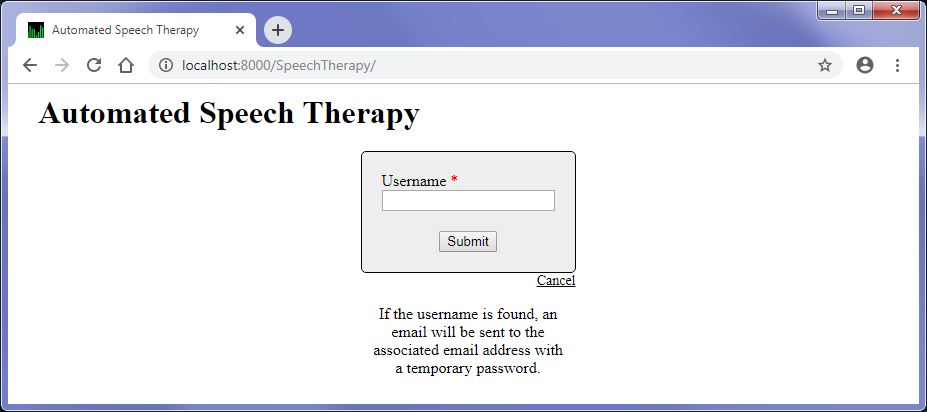 Automated Speech Therapy
localhost:8000/SpeechTherapy/
Automated Speech Therapy
Username *
Submit
Cancel
If the username is found, an
email will be sent to the
associated email address with
a temporary password.